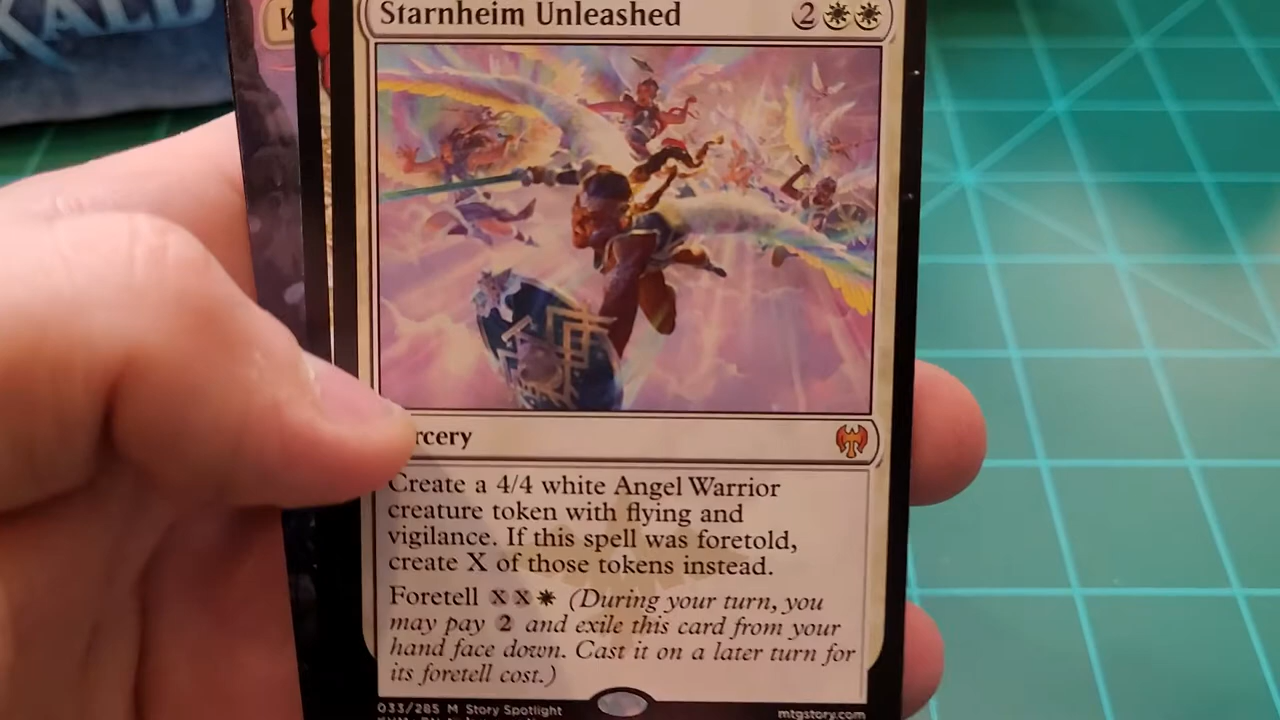 KALD
K
Starnheim Unleashed 2
rcery
Create a 4/4 white Angel Warrior
creature token with flying and
vigilance. If this spell was foretold,
create X of those tokens instead.
Foretell X X (During your turn, you
may pay 2 and exile this card from your
hand face down. Cast it on a later turn for
its foretell cost.)
033/285 M Story Spotlight
mtgstory.com